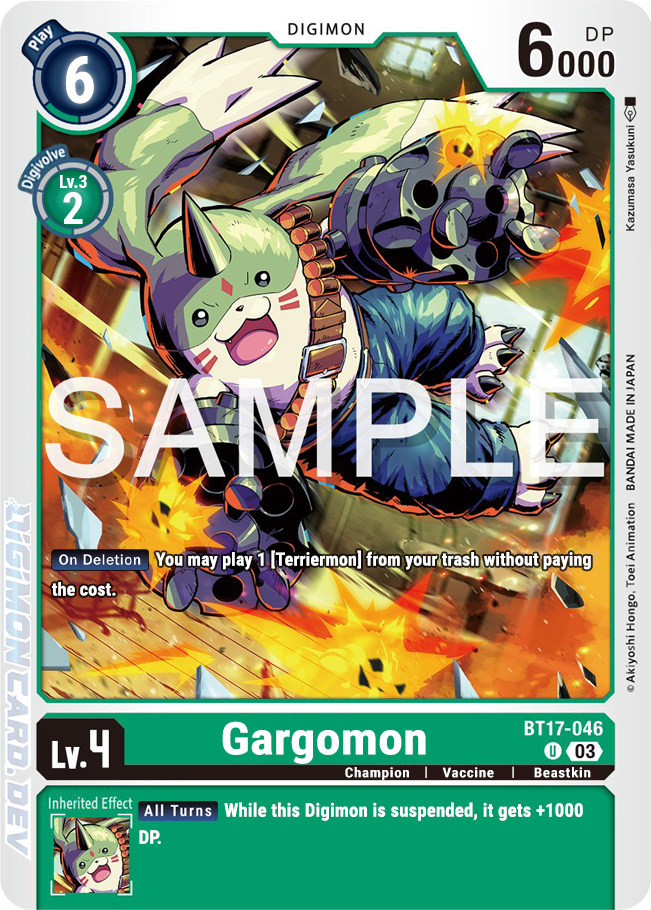 DIGIMON
Play
6
DP
6000
Digivolve
Lv.3
2
Kazumasa Yasukuni
SAMPLE
On Deletion You may play 1 [Terriermon] from your trash without paying
the cost.
© Akiyoshi Hongo, Toei Animation BANDAI MADE IN JAPAN
DIGIMONCARD.DEV
Lv.4
Gargomon
BT17-046
U 03
Champion | Vaccine | Beastkin
Inherited Effect
All Turns While this Digimon is suspended, it gets +1000
DP.